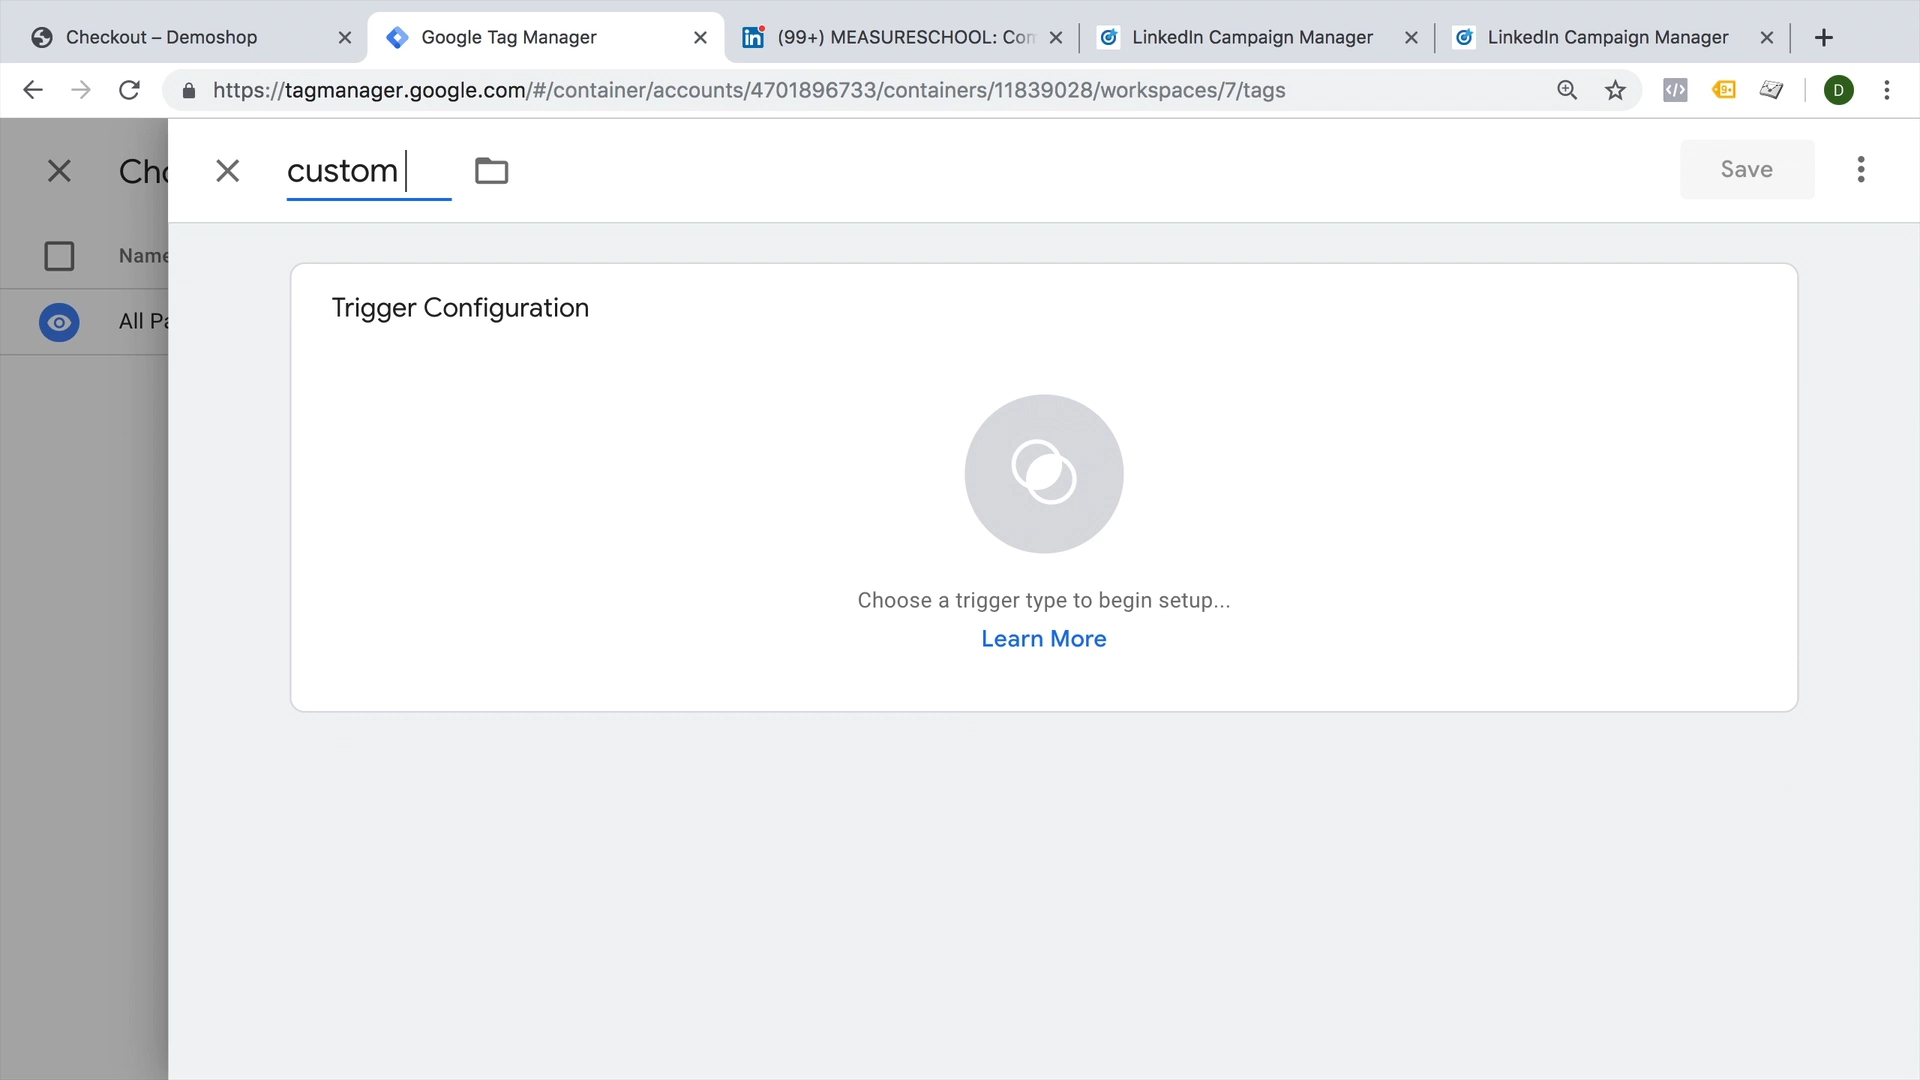 Checkout – Demoshop
Google Tag Manager
(99+) MEASURESCHOOL: Con
LinkedIn Campaign Manager
LinkedIn Campaign Manager
https://tagmanager.google.com/#/container/accounts/4701896733/containers/11839028/workspaces/7/tags
9+
D
Cho
custom
Save
Name
All Pa
Trigger Configuration
Choose a trigger type to begin setup...
Learn More